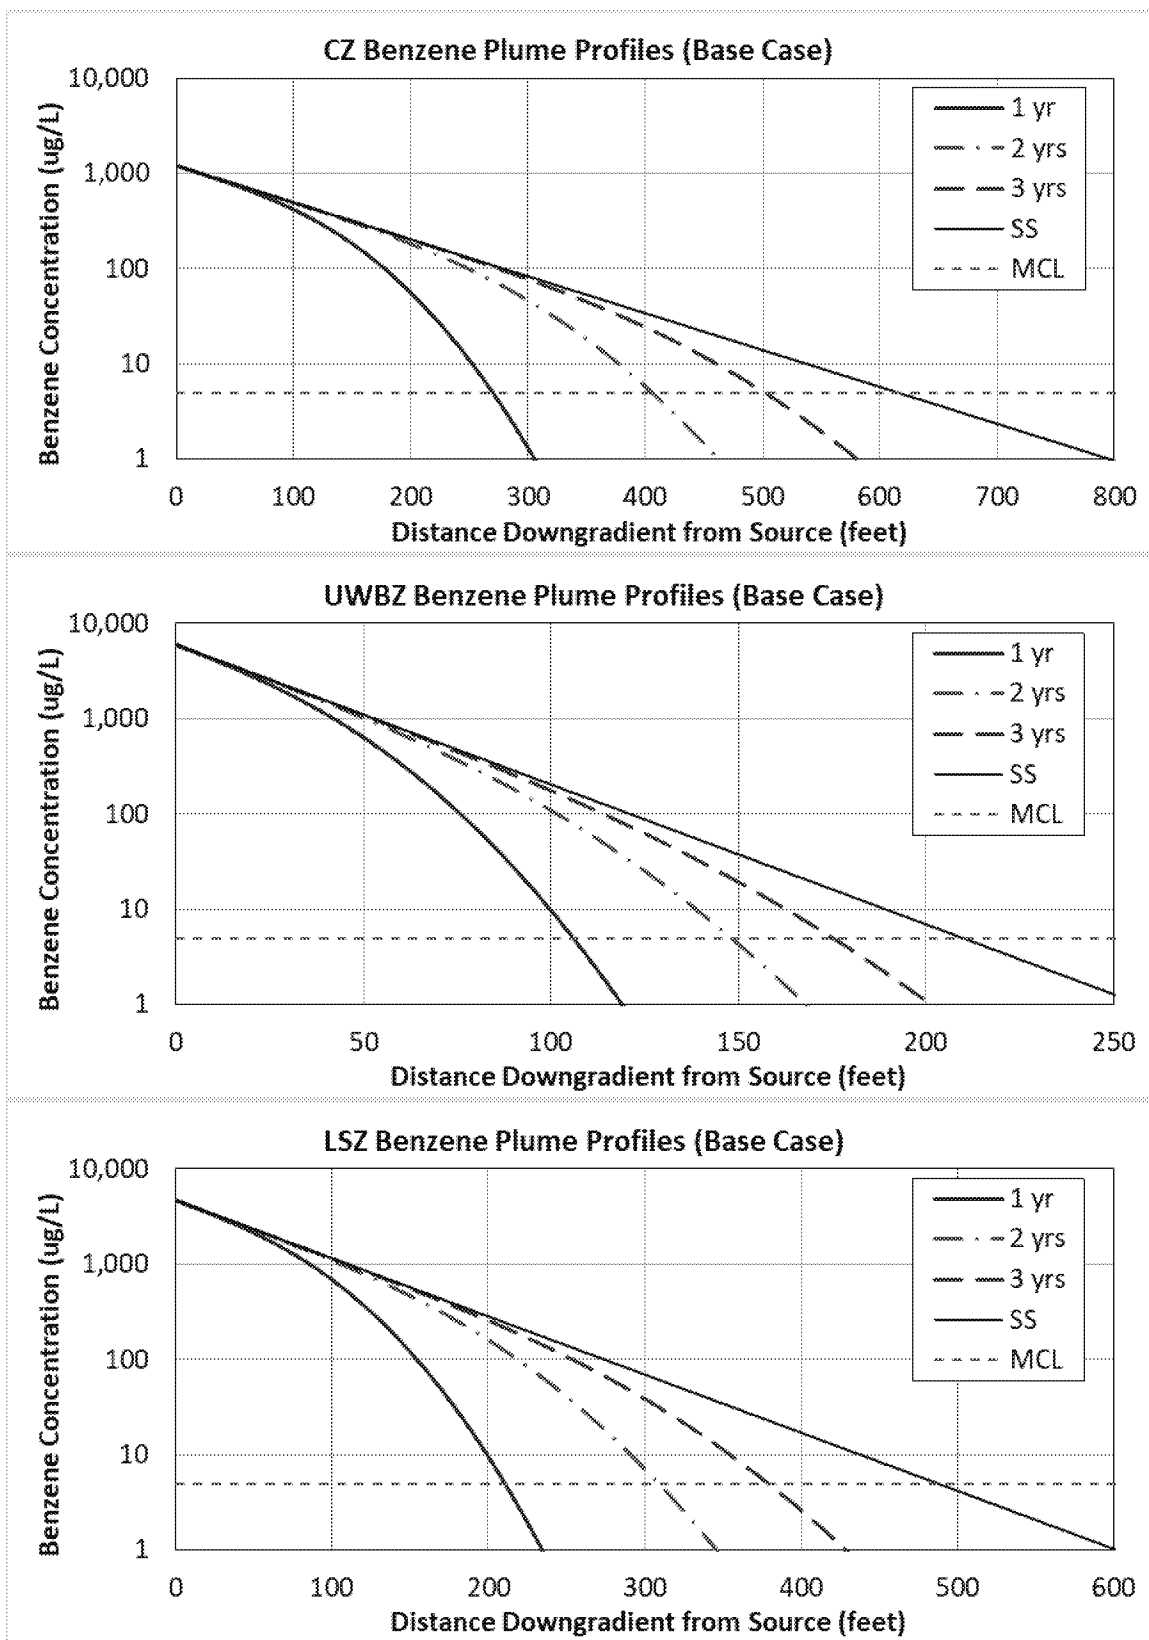 CZ Benzene Plume Profiles (Base Case)
Benzene Concentration (ug/L)
10,000
1,000
100
10
1
1 yr
2 yrs
3 yrs
SS
MCL
0 100 200 300 400 500 600 700 800
Distance Downgradient from Source (feet)
UWBZ Benzene Plume Profiles (Base Case)
Benzene Concentration (ug/L)
10,000
1,000
100
10
1
1 yr
2 yrs
3 yrs
SS
MCL
0 50 100 150 200 250
Distance Downgradient from Source (feet)
LSZ Benzene Plume Profiles (Base Case)
Benzene Concentration (ug/L)
10,000
1,000
100
10
1
1 yr
2 yrs
3 yrs
SS
MCL
0 100 200 300 400 500 600
Distance Downgradient from Source (feet)